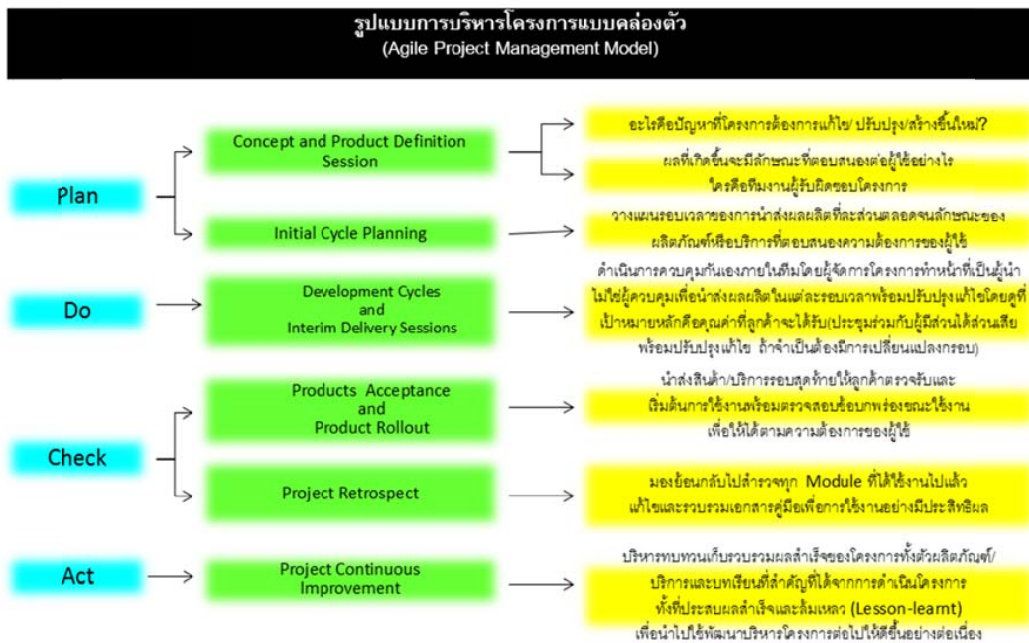 รูปแบบการบริหารโครงการแบบคล่องตัว
(Agile Project Management Model)
Plan
Concept and Product Definition
Session
อะไรคือปัญหาที่โครงการต้องการแก้ไข/ ปรับปรุง/สร้างขึ้นใหม่?
ผลที่เกิดขึ้นจะมีลักษณะที่ตอบสนองต่อผู้ใช้อย่างไร
ใครคือทีมงานผู้รับผิดชอบโครงการ
Initial Cycle Planning
วางแผนรอบเวลาของการนำส่งผลผลิตทีละส่วนตลอดจนลักษณะของ
ผลิตภัณฑ์หรือบริการที่ตอบสนองความต้องการของผู้ใช้
Do
Development Cycles
and
Interim Delivery Sessions
ดำเนินการควบคุมกันเองภายในทีมโดยผู้จัดการโครงการทำหน้าที่เป็นผู้นำ
ไม่ใช่ผู้ควบคุมเพื่อนำส่งผลผลิตในแต่ละรอบเวลาพร้อมปรับปรุงแก้ไขโดยดูที่
เป้าหมายหลักคือคุณค่าที่ลูกค้าจะได้รับ(ประชุมร่วมกับผู้มีส่วนได้ส่วนเสีย
พร้อมปรับปรุงแก้ไข ถ้าจำเป็นต้องมีการเปลี่ยนแปลงกรอบ)
Check
Products Acceptance
and
Product Rollout
นำส่งสินค้า/บริการรอบสุดท้ายให้ลูกค้าตรวจรับและ
เริ่มต้นการใช้งานพร้อมตรวจสอบข้อบกพร่องขณะใช้งาน
เพื่อให้ได้ตามความต้องการของผู้ใช้
Project Retrospect
มองย้อนกลับไปสำรวจทุก Module ที่ได้ใช้งานไปแล้ว
แก้ไขและรวบรวมเอกสารคู่มือเพื่อการใช้งานอย่างมีประสิทธิผล
Act
Project Continuous
Improvement
บริหารทบทวนเก็บรวบรวมผลสำเร็จของโครงการทั้งตัวผลิตภัณฑ์/
บริการและบทเรียนที่สำคัญที่ได้จากการดำเนินโครงการ
ทั้งที่ประสบผลสำเร็จและล้มเหลว (Lesson-learnt)
เพื่อนำไปใช้พัฒนาบริหารโครงการต่อไปให้ดีขึ้นอย่างต่อเนื่อง